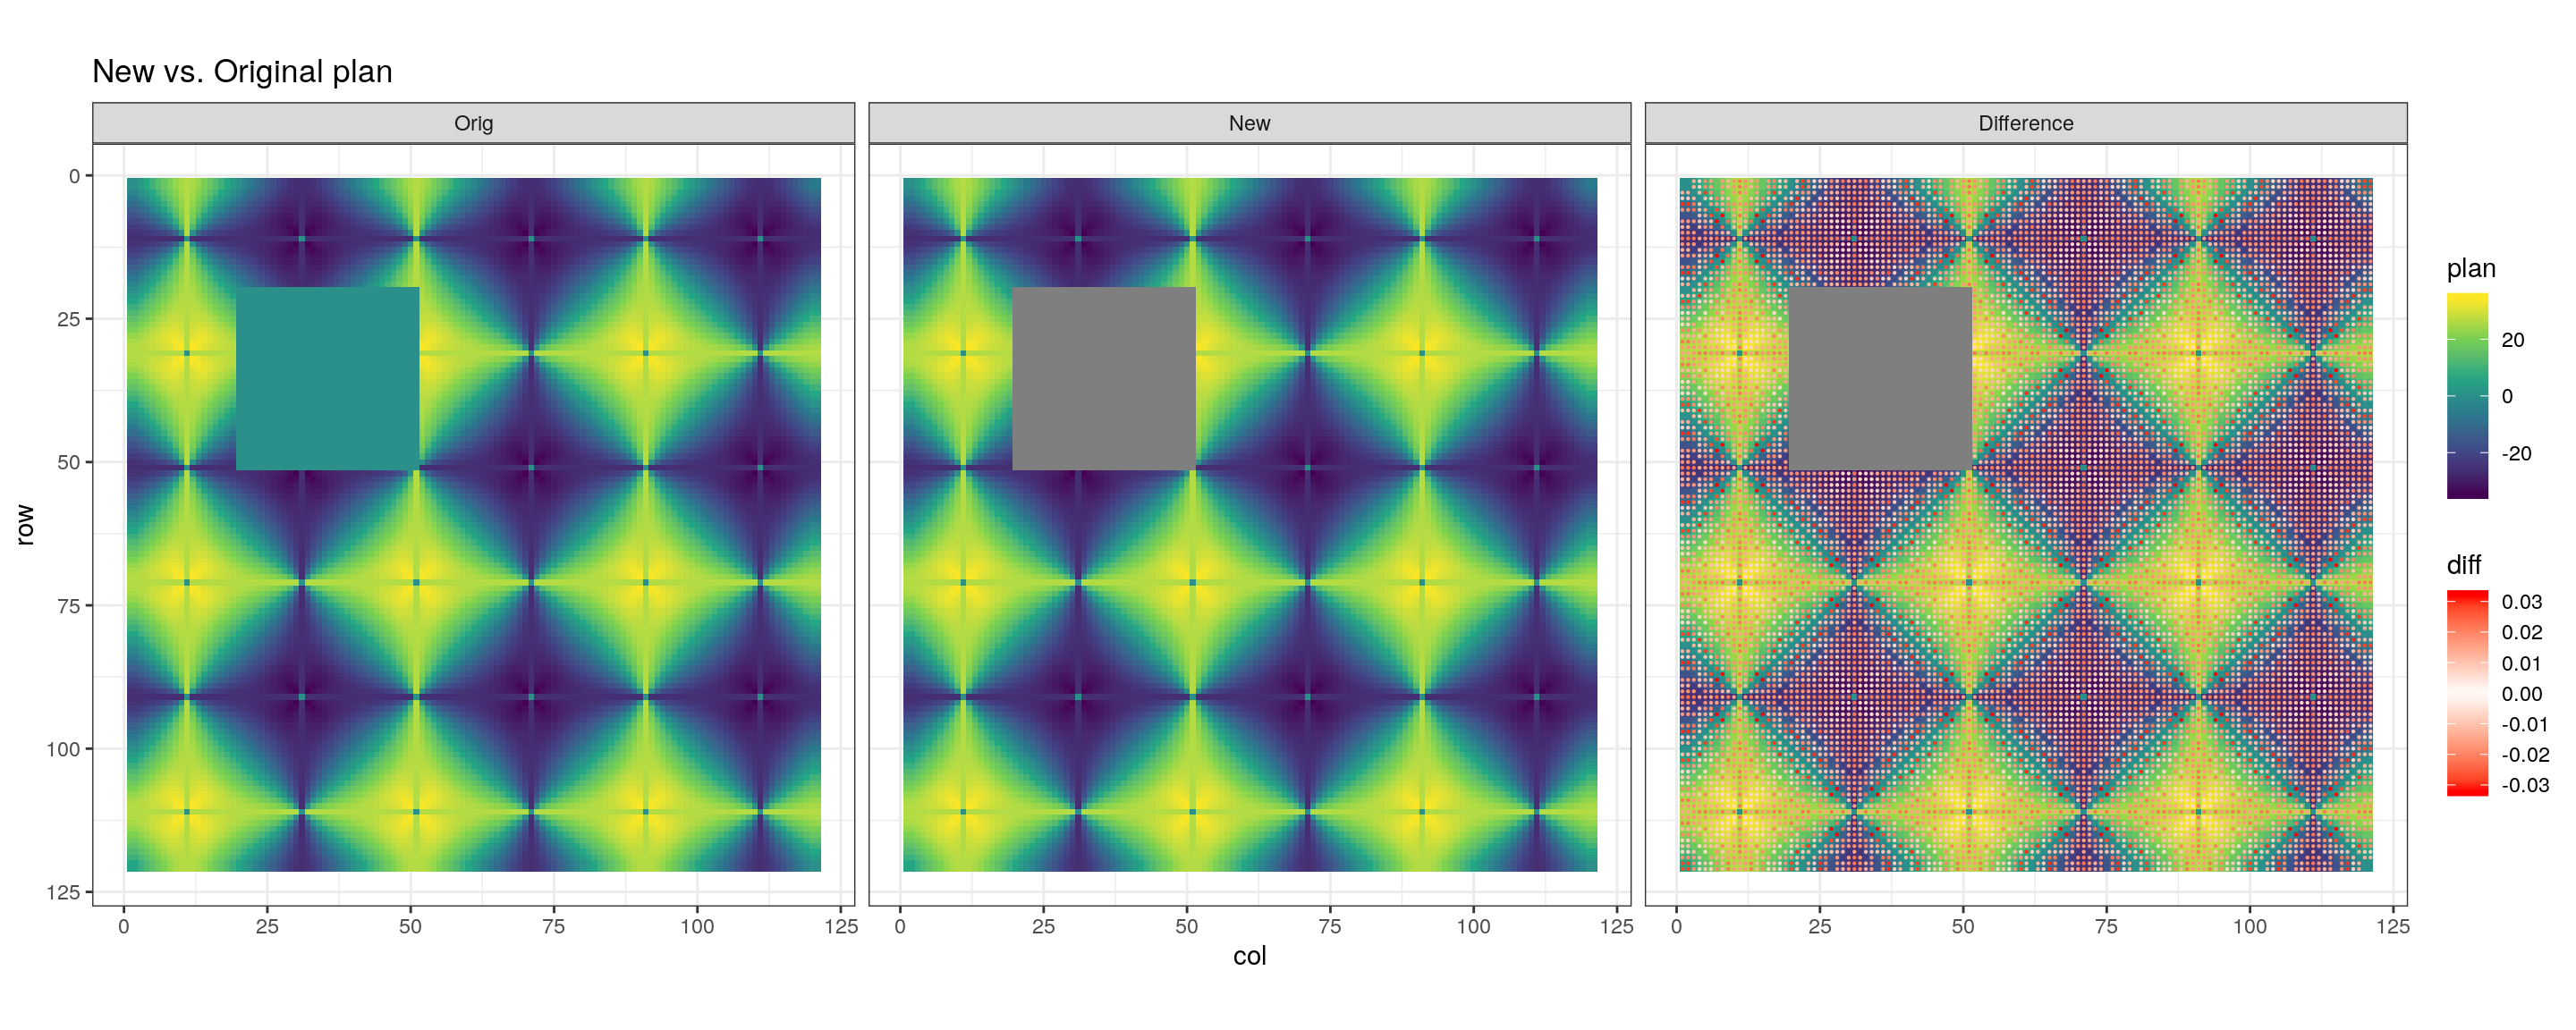 New vs. Original plan
Orig
New
Difference
row
0
25
50
75
100
125
0 25 50 75 100 125
0 25 50 75 100 125
0 25 50 75 100 125
col
plan
20
0
-20
diff
0.03
0.02
0.01
0.00
-0.01
-0.02
-0.03